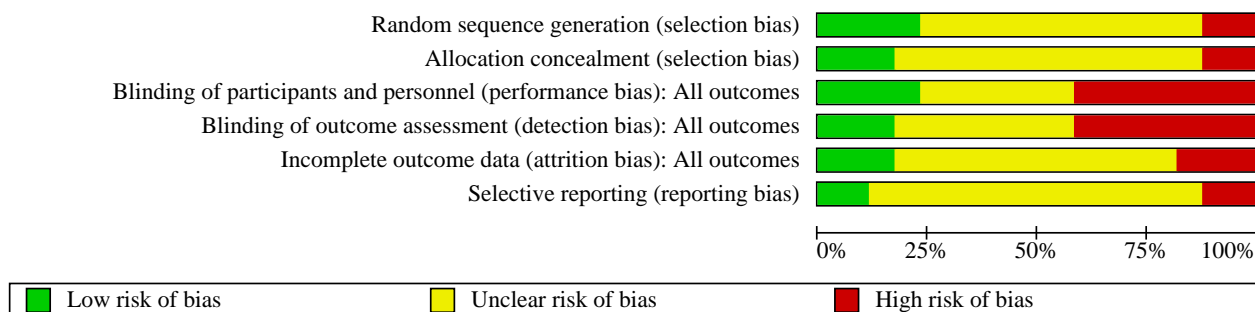 Random sequence generation (selection bias)
Allocation concealment (selection bias)
Blinding of participants and personnel (performance bias): All outcomes
Blinding of outcome assessment (detection bias): All outcomes
Incomplete outcome data (attrition bias): All outcomes
Selective reporting (reporting bias)
0% 25% 50% 75% 100%
Low risk of bias Unclear risk of bias High risk of bias